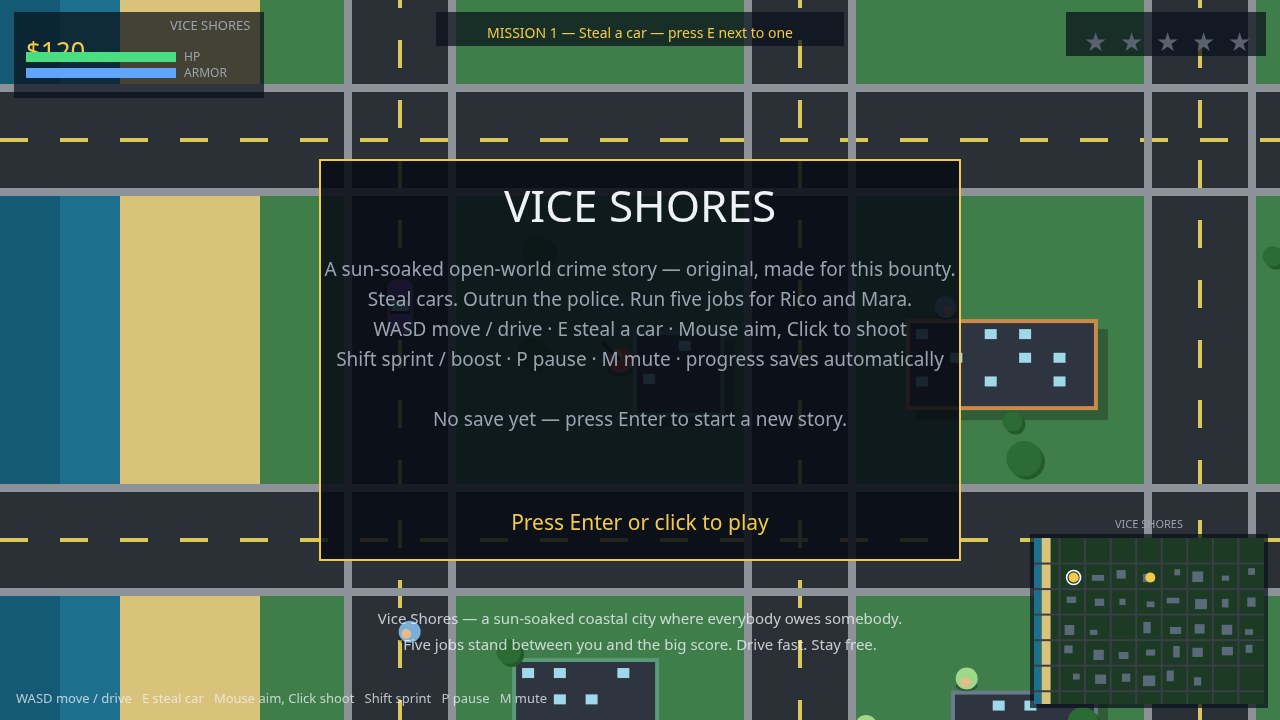 VICE SHORES
$120
HP
ARMOR
MISSION 1 — Steal a car — press E next to one
★ ★ ★ ★ ★
VICE SHORES
A sun-soaked open-world crime story — original, made for this bounty.
Steal cars. Outrun the police. Run five jobs for Rico and Mara.
WASD move / drive · E steal a car · Mouse aim, Click to shoot
Shift sprint / boost · P pause · M mute · progress saves automatically
No save yet — press Enter to start a new story.
Press Enter or click to play
VICE SHORES
Vice Shores — a sun-soaked coastal city where everybody owes somebody.
Five jobs stand between you and the big score. Drive fast. Stay free.
WASD move / drive E steal car Mouse aim, Click shoot Shift sprint P pause M mute